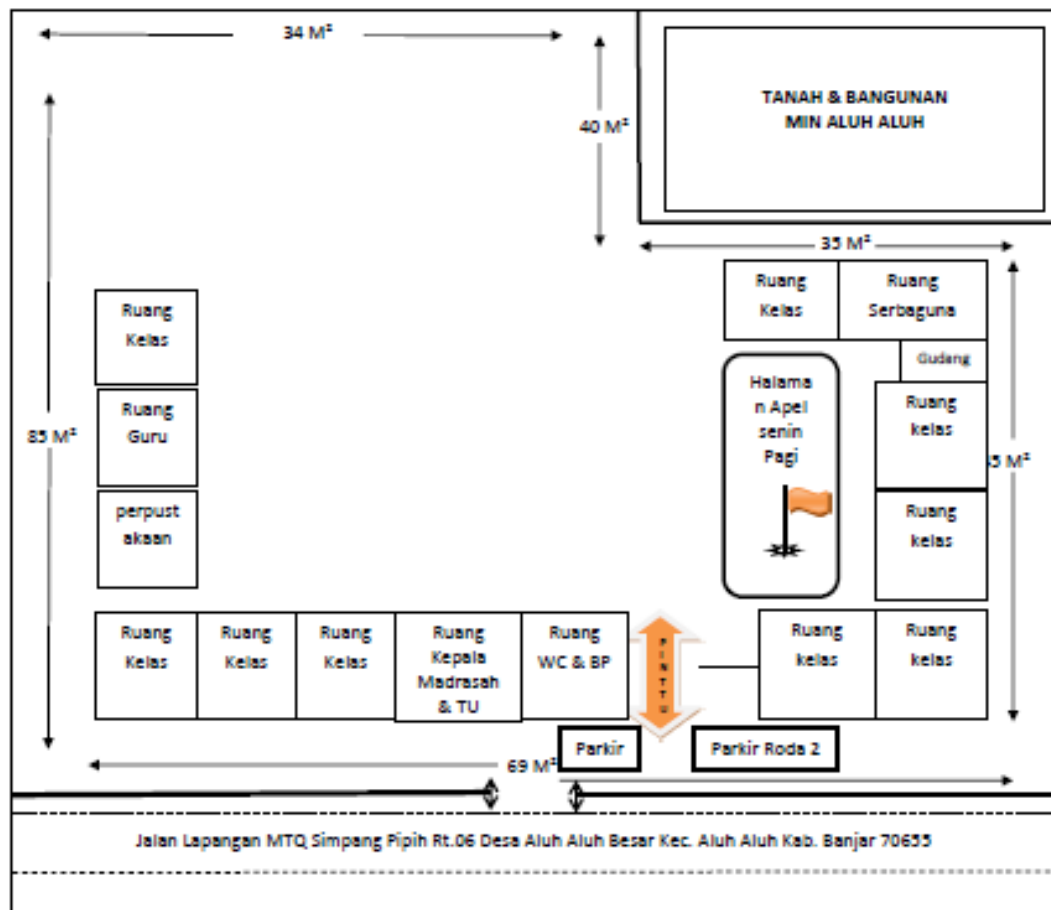 34 M²
40 M²
TANAH & BANGUNAN
MIN ALUH ALUH
35 M²
Ruang
Kelas
Ruang
Serbaguna
Gudang
Ruang
Kelas
Ruang
Guru
perpust
akaan
85 M²
Halama
n Apel
senin
Pagi
Ruang
kelas
5 M²
Ruang
kelas
Ruang
Kelas
Ruang
Kelas
Ruang
Kelas
Ruang
Kepala
Madrasah
& TU
Ruang
WC & BP
PINTTU
Ruang
kelas
Ruang
kelas
Parkir
Parkir Roda 2
69 M²
Jalan Lapangan MTQ Simpang Pipih Rt.06 Desa Aluh Aluh Besar Kec. Aluh Aluh Kab. Banjar 70655